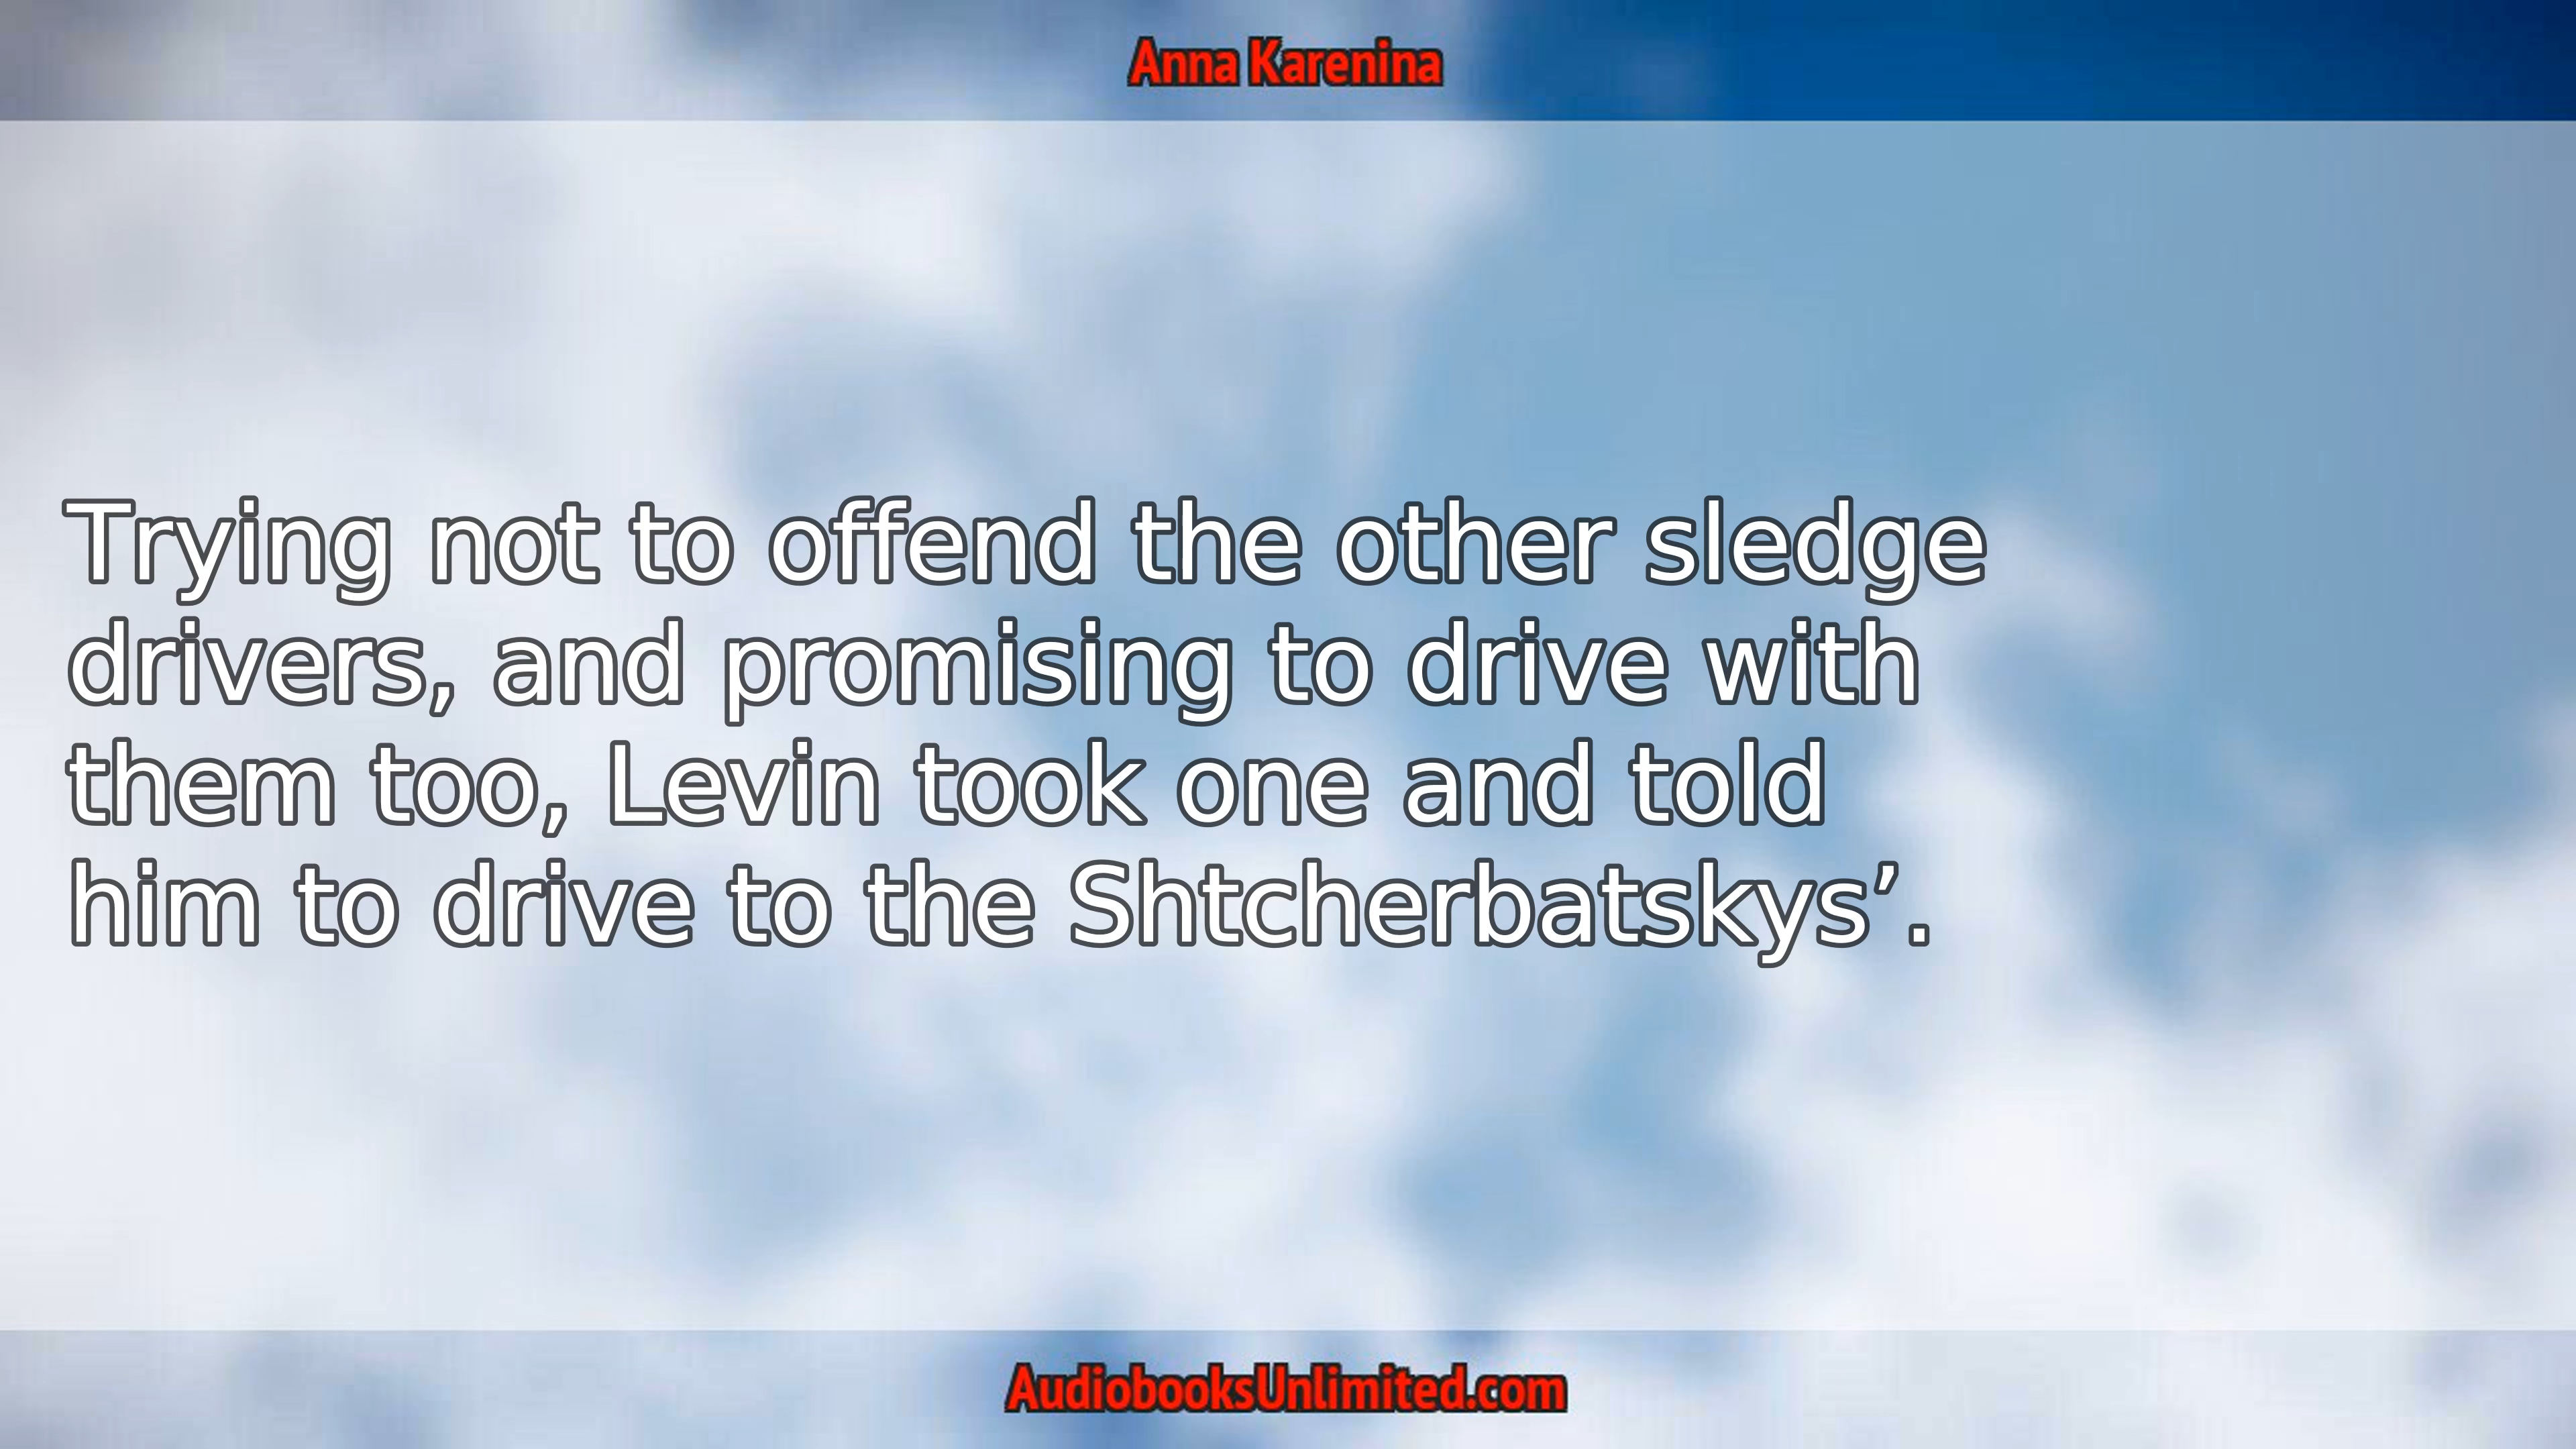 Anna Karenina
Trying not to offend the other sledge
drivers, and promising to drive with
them too, Levin took one and told
him to drive to the Shtcherbatskys’.
AudiobooksUnlimited.com